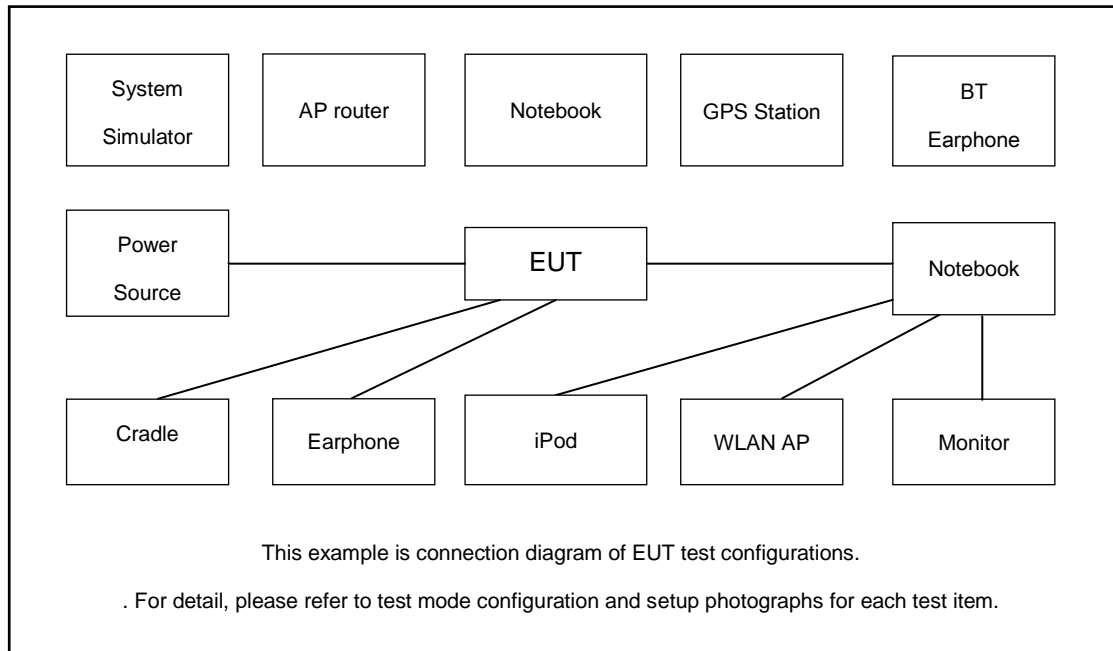 System
Simulator
AP router
Notebook
GPS Station
BT
Earphone
Power
Source
EUT
Notebook
Cradle
Earphone
iPod
WLAN AP
Monitor
This example is connection diagram of EUT test configurations.
. For detail, please refer to test mode configuration and setup photographs for each test item.